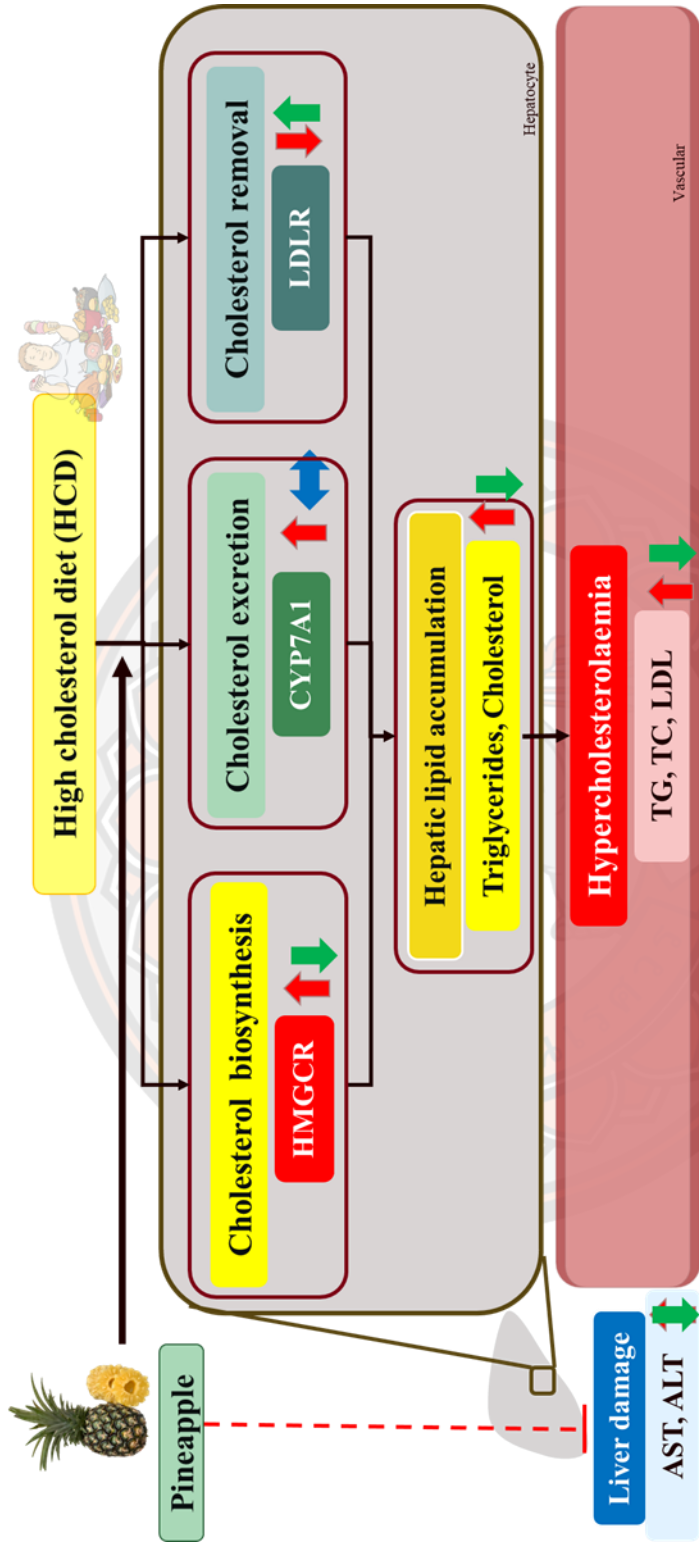 High cholesterol diet (HCD)
Pineapple
Cholesterol biosynthesis
HMGCR
Cholesterol excretion
CYP7A1
Cholesterol removal
LDLR
Hepatic lipid accumulation
Triglycerides, Cholesterol
Hepatocyte
Liver damage
AST, ALT
Hypercholesterolaemia
TG, TC, LDL
Vascular